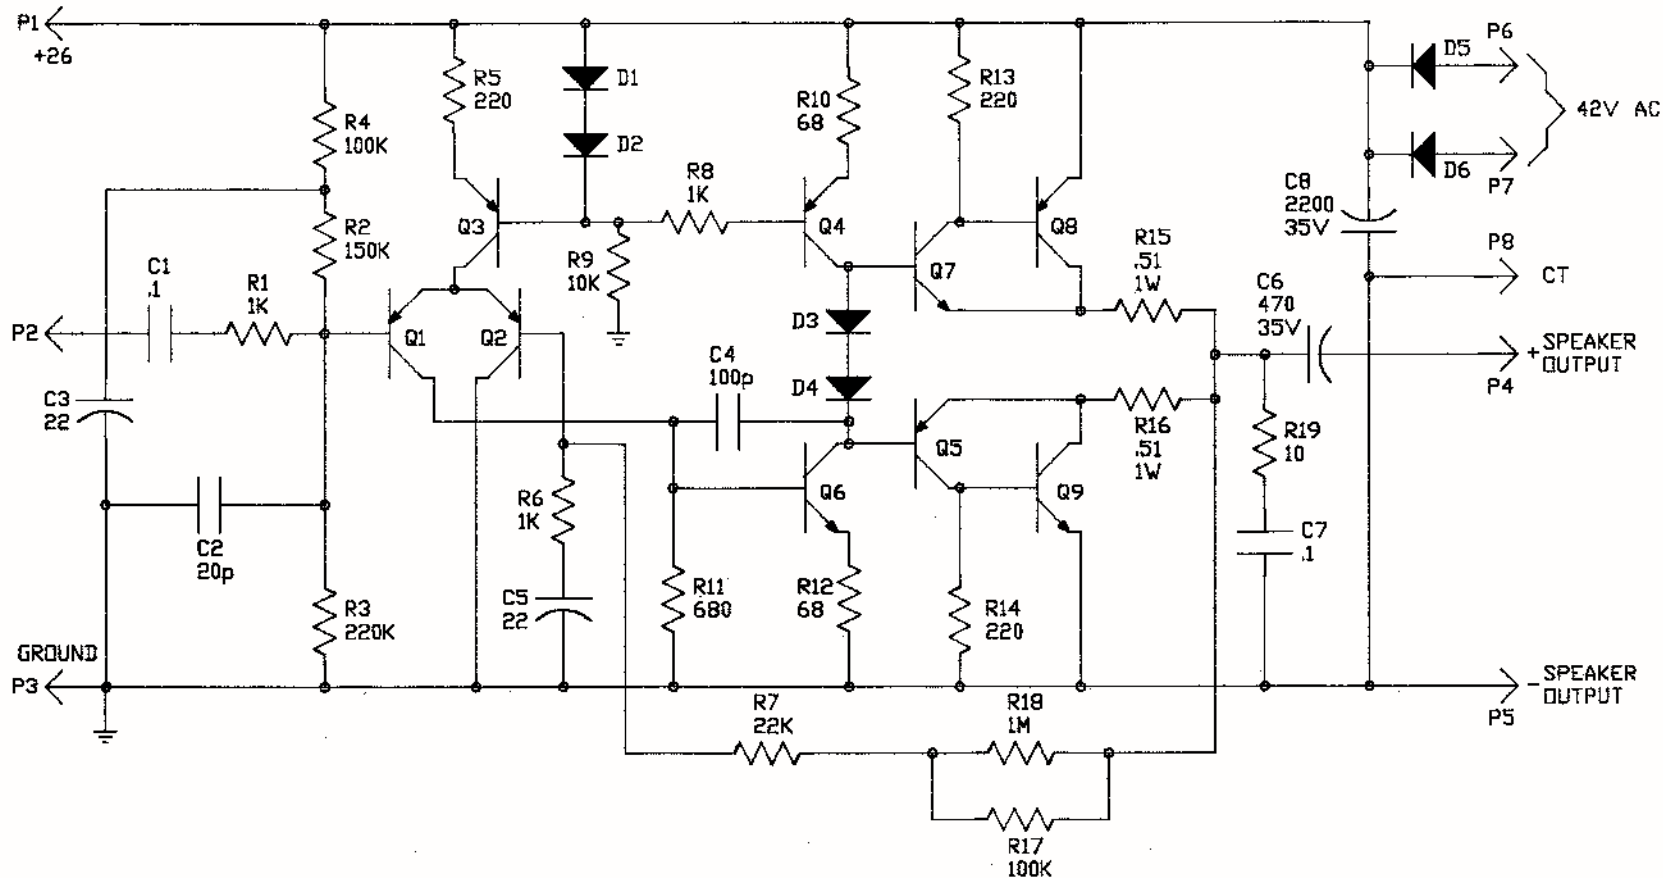 P1
+26
R4
100K
R5
220
D1
D2
R10
68
R13
220
D5
P6
42V AC
D6
P7
R2
150K
Q3
R8
1K
Q4
Q8
C8
2200
35V
C1
.1
R1
1K
R9
10K
Q7
R15
.51
1W
P8
CT
P2
Q1
Q2
D3
C6
470
35V
+SPEAKER
OUTPUT
P4
C4
100p
D4
C3
22
R16
.51
1W
R19
10
Q5
R6
1K
Q6
Q9
C2
20p
C7
.1
C5
22
R11
680
R12
68
R14
220
R3
220K
GROUND
P3
-SPEAKER
OUTPUT
P5
R7
22K
R18
1M
R17
100K